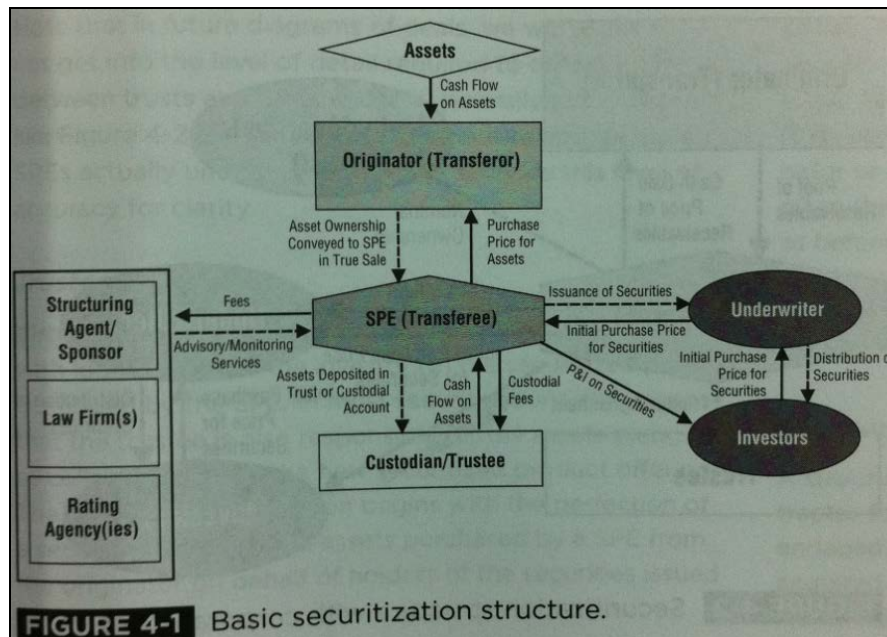 Assets
Cash Flow
on Assets
Originator (Transferor)
Asset Ownership
Conveyed to SPE
in True Sale
Purchase
Price for
Assets
Structuring
Agent/
Sponsor
Law Firm(s)
Rating
Agency(ies)
Fees
Advisory/Monitoring
Services
SPE (Transferee)
Issuance of Securities
Initial Purchase Price
for Securities
Underwriter
Assets Deposited in
Trust or Custodial
Account
Cash
Flow on
Assets
Custodial
Fees
P&I on Securities
Initial Purchase
Price for
Securities
Distribution
Securities
Custodian/Trustee
Investors
FIGURE 4-1 Basic securitization structure.